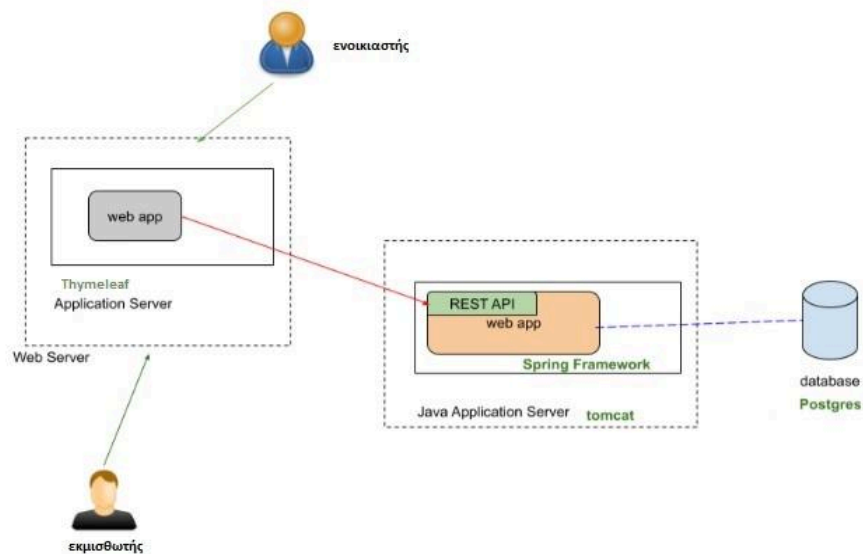 ενοικιαστής
web app
Thymeleaf
Application Server
Web Server
REST API
web app
Spring Framework
Java Application Server tomcat
database
Postgres
εκμισθωτής